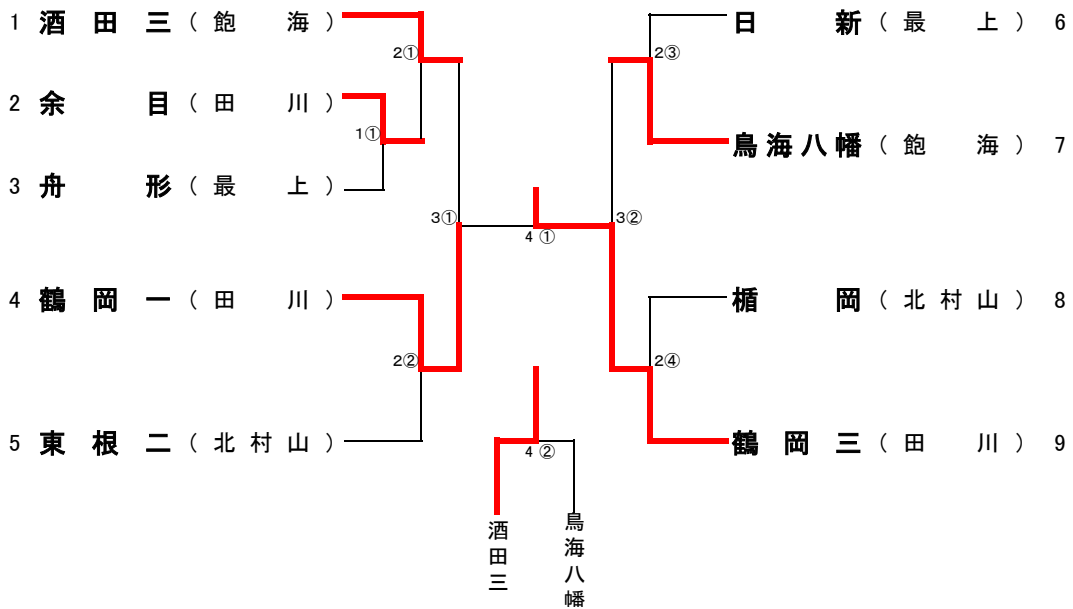 1 酒田三 (飽海)
2 余目 (田川)
3 舟形 (最上)
4 鶴岡一 (田川)
5 東根二 (北村山)
2①
1①
3①
2②
4 ①
4 ②
酒田三
鳥海八幡
日新 (最上) 6
鳥海八幡 (飽海) 7
楯岡 (北村山) 8
鶴岡三 (田川) 9
2③
3②
2④